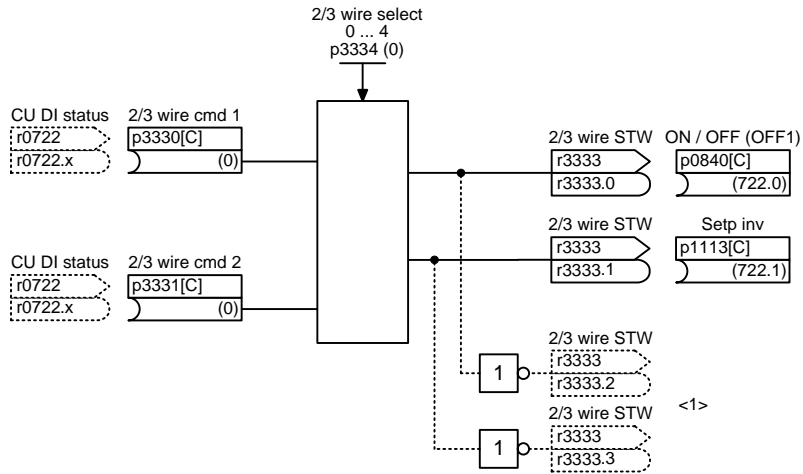 2/3 wire select
0 ... 4
p3334 (0)
CU DI status
r0722
r0722.x
2/3 wire cmd 1
p3330[C]
(0)
2/3 wire STW
r3333
r3333.0
ON / OFF (OFF1)
p0840[C]
(722.0)
2/3 wire STW
r3333
r3333.1
Setp inv
p1113[C]
(722.1)
CU DI status
r0722
r0722.x
2/3 wire cmd 2
p3331[C]
(0)
1
2/3 wire STW
r3333
r3333.2
<1>
1
2/3 wire STW
r3333
r3333.3